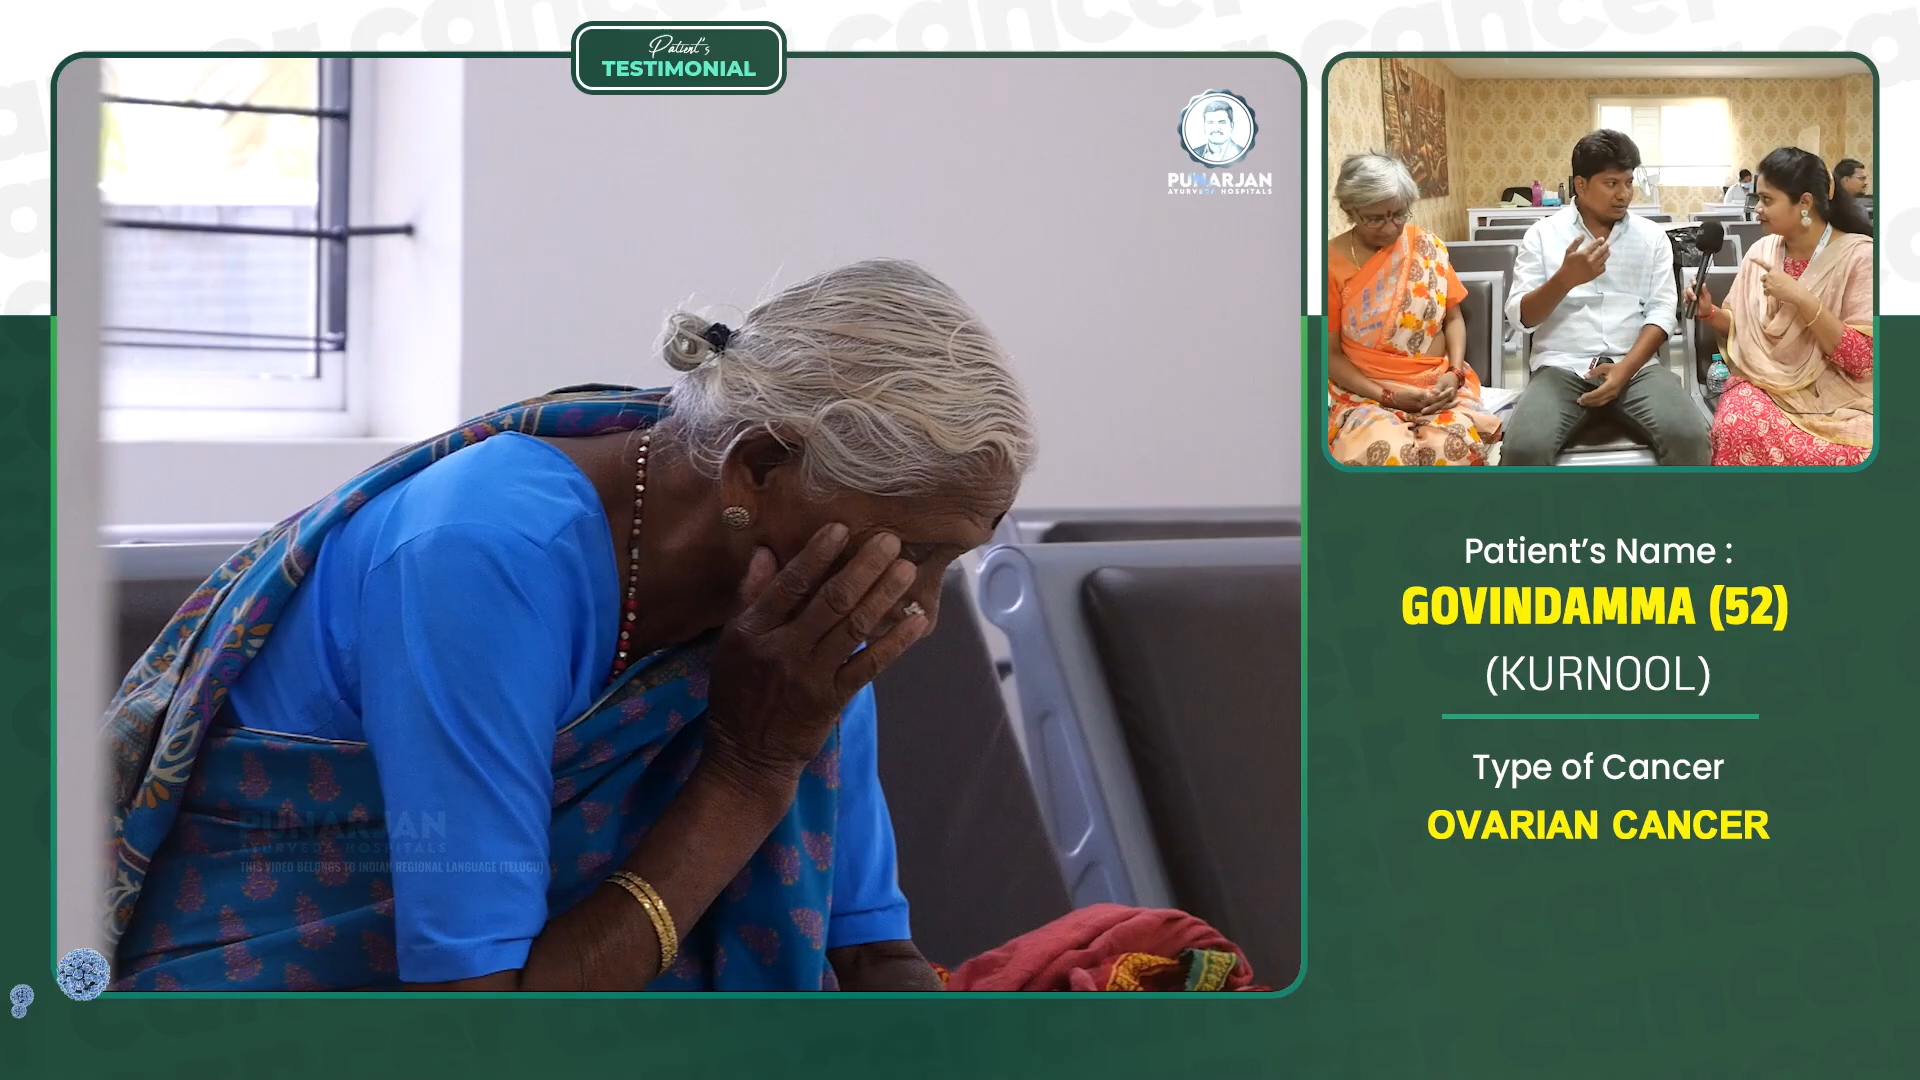 Patient's
TESTIMONIAL
PUNARJAN
AYURVEDA HOSPITALS
Patient's Name :
GOVINDAMMA (52)
(KURNOOL)
Type of Cancer
OVARIAN CANCER
PUNARJAN
AYURVEDA HOSPITALS
THIS VIDEO BELONGS TO INDIAN REGIONAL LANGUAGE (TELUGU)
cancer